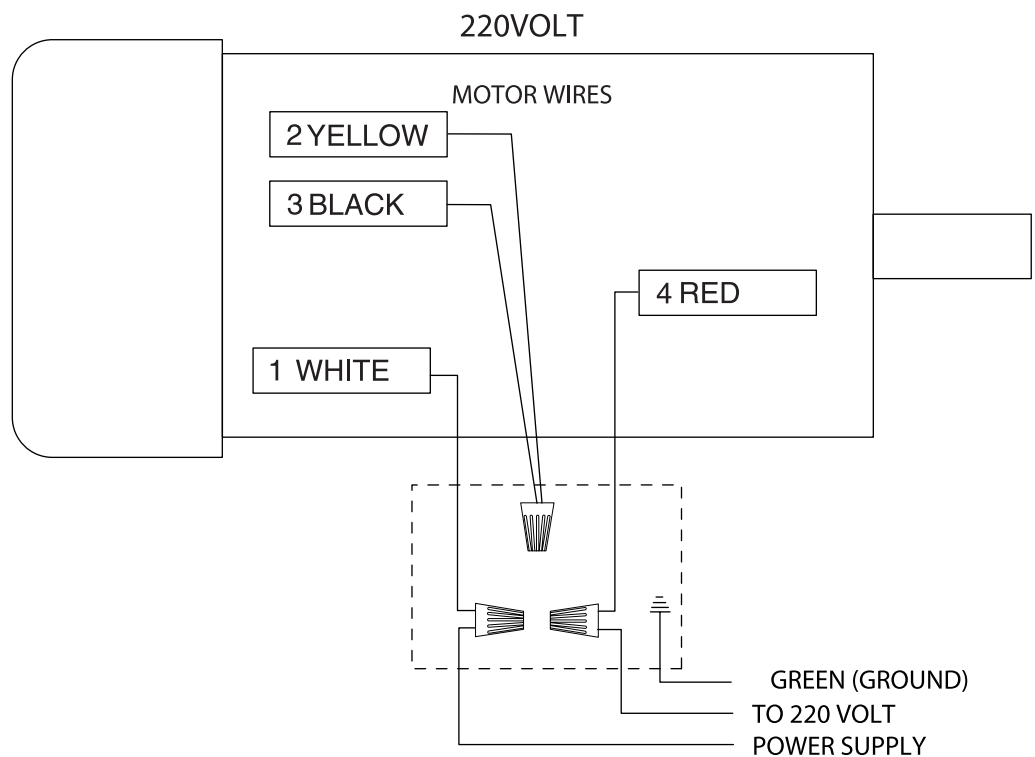 220VOLT
MOTOR WIRES
2 YELLOW
3 BLACK
4 RED
1 WHITE
GREEN (GROUND)
TO 220 VOLT
POWER SUPPLY